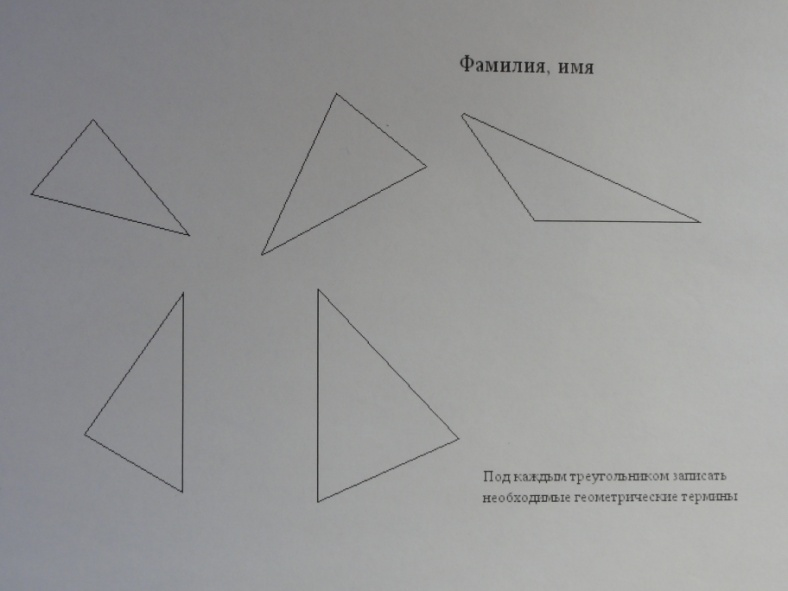 Фамилия, имя
Под каждым треугольником записать
необходимые геометрические термины